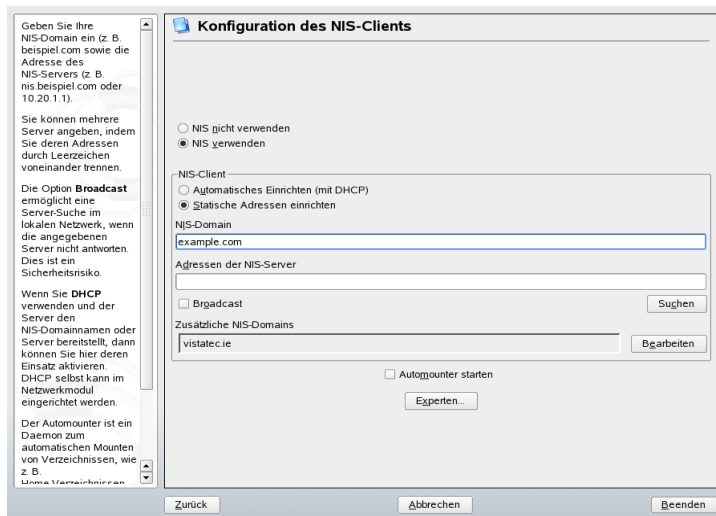 Geben Sie Ihre
NIS-Domain ein (z. B.
beispiel.com sowie die
Adresse des
NIS-Servers (z. B.
nis.beispiel.com oder
10.20.1.1).
Sie können mehrere
Server angeben, indem
Sie deren Adressen
durch Leerzeichen
voneinander trennen.
Die Option Broadcast
ermöglicht eine
Server-Suche im
lokalen Netzwerk, wenn
die angegebenen
Server nicht antworten.
Dies ist ein
Sicherheitsrisiko.
Wenn Sie DHCP
verwenden und der
Server den
NIS-Domainnamen oder
Server bereitstellt, dann
können Sie hier deren
Einsatz aktivieren.
DHCP selbst kann im
Netzwerkmodul
eingerichtet werden.
Der Automounter ist ein
Daemon zum
automatischen Mounten
von Verzeichnissen, wie
z. B.
Home Verzeichnissen
Konfiguration des NIS-Clients
NIS nicht verwenden
NIS verwenden
NIS-Client
Automatisches Einrichten (mit DHCP)
Statische Adressen einrichten
NIS-Domain
example.com
Adressen der NIS-Server
Broadcast
Suchen
Zusätzliche NIS-Domains
vistatec.ie
Bearbeiten
Automounter starten
Experten...
Zurück
Abbrechen
Beenden